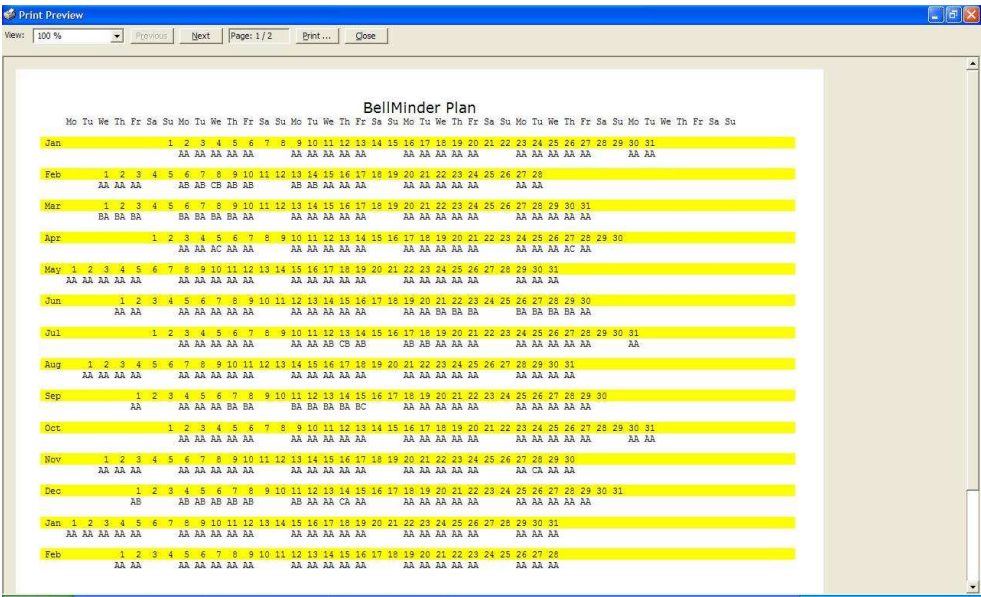 Print Preview
View: 100 % Previous Next Page: 1 / 2 Print ... Close
BellMinder Plan
Mo Tu We Th Fr Sa Su Mo Tu We Th Fr Sa Su Mo Tu We Th Fr Sa Su Mo Tu We Th Fr Sa Su Mo Tu We Th Fr Sa Su Mo Tu We Th Fr Sa Su
Jan 1 2 3 4 5 6 7 8 9 10 11 12 13 14 15 16 17 18 19 20 21 22 23 24 25 26 27 28 29 30 31
AA AA AA AA AA AA AA AA AA AA AA AA AA AA AA AA AA AA AA AA AA AA
Feb 1 2 3 4 5 6 7 8 9 10 11 12 13 14 15 16 17 18 19 20 21 22 23 24 25 26 27 28
AA AA AA AB AB CB AB AB AB AB AA AA AA AA AA AA AA AA AA AA
Mar 1 2 3 4 5 6 7 8 9 10 11 12 13 14 15 16 17 18 19 20 21 22 23 24 25 26 27 28 29 30 31
BA BA BA BA BA BA BA AA AA AA AA AA AA AA AA AA AA AA AA AA AA AA AA
Apr 1 2 3 4 5 6 7 8 9 10 11 12 13 14 15 16 17 18 19 20 21 22 23 24 25 26 27 28 29 30
AA AA AC AA AA AA AA AA AA AA AA AA AA AA AA AA AA AA AC AA
May 1 2 3 4 5 6 7 8 9 10 11 12 13 14 15 16 17 18 19 20 21 22 23 24 25 26 27 28 29 30 31
AA AA AA AA AA AA AA AA AA AA AA AA AA AA AA AA AA AA AA AA AA AA AA
Jun 1 2 3 4 5 6 7 8 9 10 11 12 13 14 15 16 17 18 19 20 21 22 23 24 25 26 27 28 29 30
AA AA AA AA AA AA AA AA AA AA AA AA AA AA BA BA BA BA BA BA BA AA
Jul 1 2 3 4 5 6 7 8 9 10 11 12 13 14 15 16 17 18 19 20 21 22 23 24 25 26 27 28 29 30 31
AA AA AA AA AA AA AA AB CB AB AB AB AA AA AA AA AA AA AA AA AA
Aug 1 2 3 4 5 6 7 8 9 10 11 12 13 14 15 16 17 18 19 20 21 22 23 24 25 26 27 28 29 30 31
AA AA AA AA AA AA AA AA AA AA AA AA AA AA AA AA AA AA AA AA AA AA AA
Sep 1 2 3 4 5 6 7 8 9 10 11 12 13 14 15 16 17 18 19 20 21 22 23 24 25 26 27 28 29 30
AA AA AA AA BA BA BA BA BA BA BC AA AA AA AA AA AA AA AA AA AA
Oct 1 2 3 4 5 6 7 8 9 10 11 12 13 14 15 16 17 18 19 20 21 22 23 24 25 26 27 28 29 30 31
AA AA AA AA AA AA AA AA AA AA AA AA AA AA AA AA AA AA AA AA AA AA
Nov 1 2 3 4 5 6 7 8 9 10 11 12 13 14 15 16 17 18 19 20 21 22 23 24 25 26 27 28 29 30
AA AA AA AA AA AA AA AA AA AA AA AA AA AA AA AA AA AA AA CA AA AA
Dec 1 2 3 4 5 6 7 8 9 10 11 12 13 14 15 16 17 18 19 20 21 22 23 24 25 26 27 28 29 30 31
AB AB AB AB AB AB AB AA AA CA AA AA AA AA AA AA AA AA AA AA AA
Jan 1 2 3 4 5 6 7 8 9 10 11 12 13 14 15 16 17 18 19 20 21 22 23 24 25 26 27 28 29 30 31
AA AA AA AA AA AA AA AA AA AA AA AA AA AA AA AA AA AA AA AA AA AA AA
Feb 1 2 3 4 5 6 7 8 9 10 11 12 13 14 15 16 17 18 19 20 21 22 23 24 25 26 27 28
AA AA AA AA AA AA AA AA AA AA AA AA AA AA AA AA AA AA AA AA